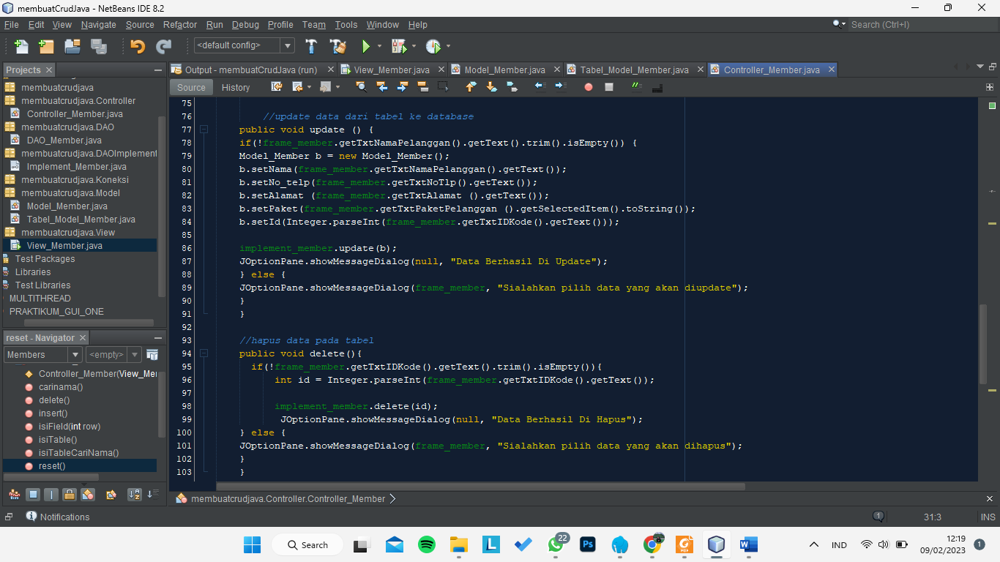 membuatCrudJava - NetBeans IDE 8.2
File Edit View Navigate Source Refactor Run Debug Profile Team Tools Window Help
Search (Ctrl+I)
<default config>
Projects
membuatcrudjava
membuatcrudjava.Controller
Controller_Member.java
membuatcrudjava.DAO
DAO_Member.java
membuatcrudjava.DAOImplement
Implement_Member.java
membuatcrudjava.Koneksi
membuatcrudjava.Model
Model_Member.java
Tabel_Model_Member.java
membuatcrudjava.View
View_Member.java
Test Packages
Libraries
Test Libraries
MULTITHREAD
PRAKTIKUM_GUI_ONE
reset - Navigator
Members <empty>
Controller_Member(View_Mem
carinama()
delete()
insert()
isiField(int row)
isiTable()
isiTableCariNama()
reset()
Output - membuatCrudJava (run) View_Member.java Model_Member.java Tabel_Model_Member.java Controller_Member.java
Source History
75
76 //update data dari tabel ke database
77 public void update () {
78 if(!frame_member.getTxtNamaPelanggan().getText().trim().isEmpty()) {
79 Model_Member b = new Model_Member();
80 b.setNama(frame_member.getTxtNamaPelanggan().getText());
81 b.setNo_telp(frame_member.getTxtNoTlp().getText());
82 b.setAlamat (frame_member.getTxtAlamat ().getText());
83 b.setPaket(frame_member.getTxtPaketPelanggan ().getSelectedItem().toString());
84 b.setId(Integer.parseInt(frame_member.getTxtIDKode().getText()));
85
86 implement_member.update(b);
87 JOptionPane.showMessageDialog(null, "Data Berhasil Di Update");
88 } else {
89 JOptionPane.showMessageDialog(frame_member, "Sialahkan pilih data yang akan diupdate");
90 }
91 }
92
93 //hapus data pada tabel
94 public void delete(){
95 if(!frame_member.getTxtIDKode().getText().trim().isEmpty()){
96 int id = Integer.parseInt(frame_member.getTxtIDKode().getText());
97
98 implement_member.delete(id);
99 JOptionPane.showMessageDialog(null, "Data Berhasil Di Hapus");
100 } else {
101 JOptionPane.showMessageDialog(frame_member, "Sialahkan pilih data yang akan dihapus");
102 }
103 }
membuatcrudjava.Controller.Controller_Member
Notifications
1 31:3 INS
Search
22
IND
12:19
09/02/2023
1